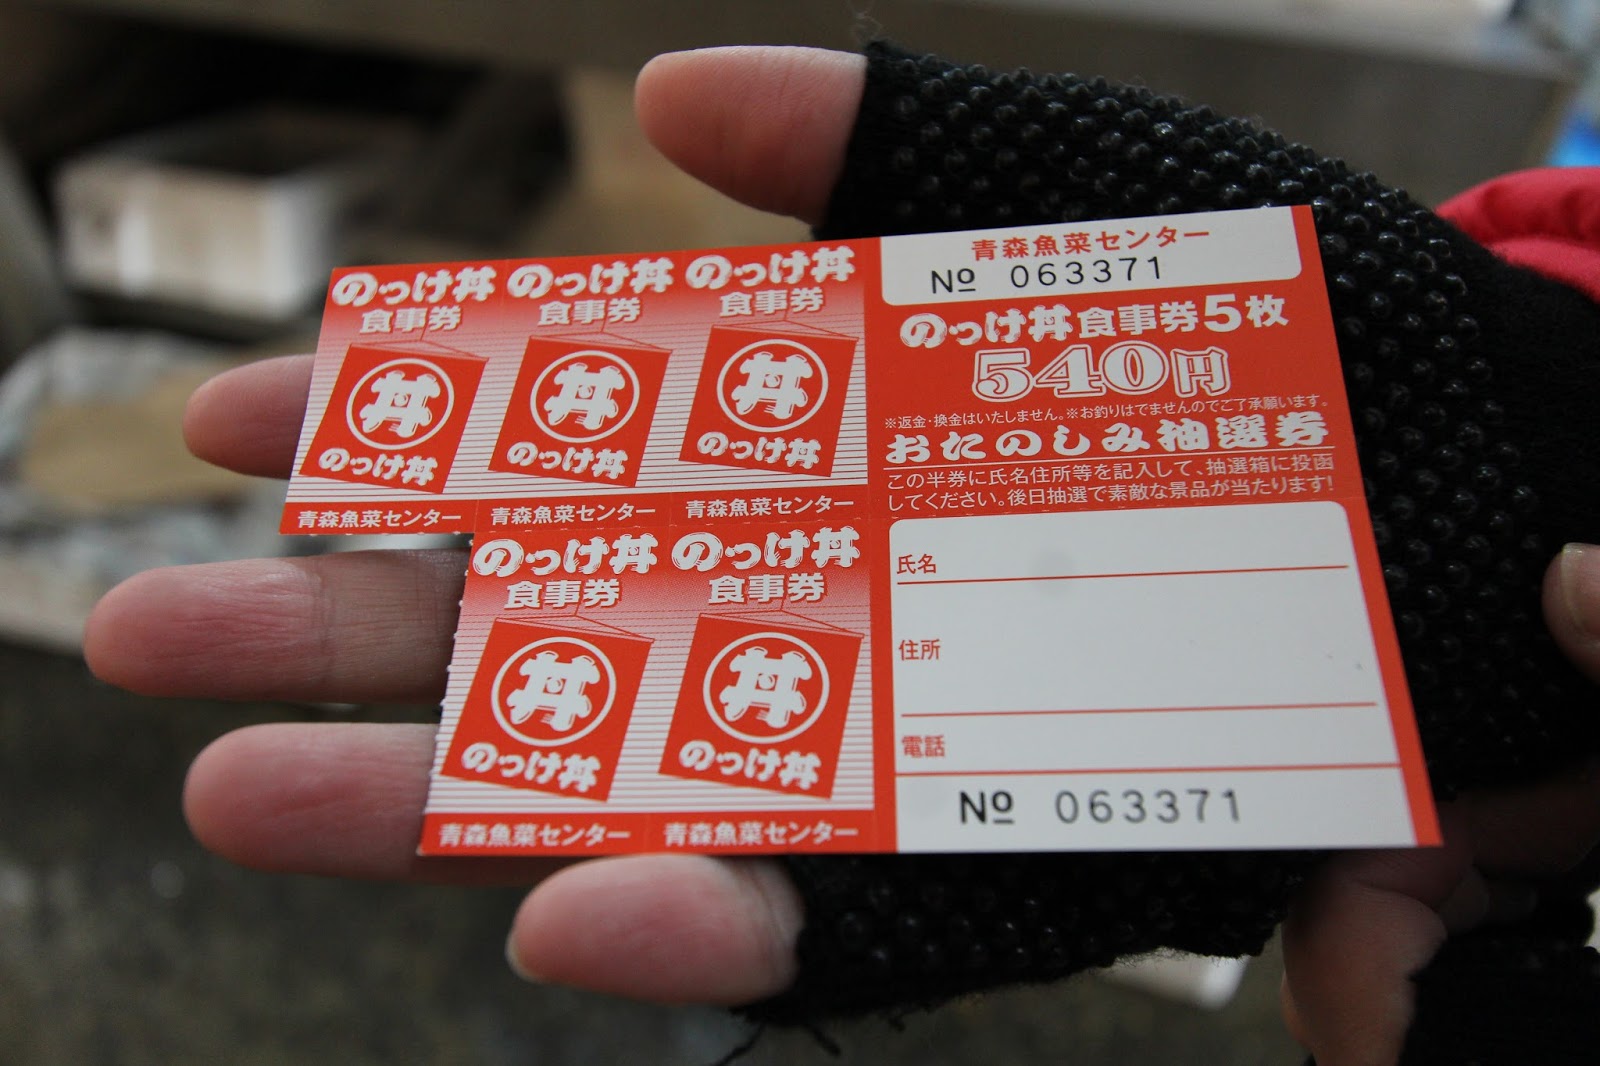 のっけ丼
食事券
丼
のっけ丼
青森魚菜センター
のっけ丼
食事券
丼
のっけ丼
青森魚菜センター
のっけ丼
食事券
丼
のっけ丼
青森魚菜センター
のっけ丼
食事券
丼
のっけ丼
青森魚菜センター
のっけ丼
食事券
丼
のっけ丼
青森魚菜センター
青森魚菜センター
№ 063371
のっけ丼食事券5枚
540円
※返金・換金はいたしません。※お釣りはでませんのでご了承願います。
おたのしみ抽選券
この半券に氏名住所等を記入して、抽選箱に投函
してください。後日抽選で素敵な景品が当たります!
氏名
住所
電話
№ 063371